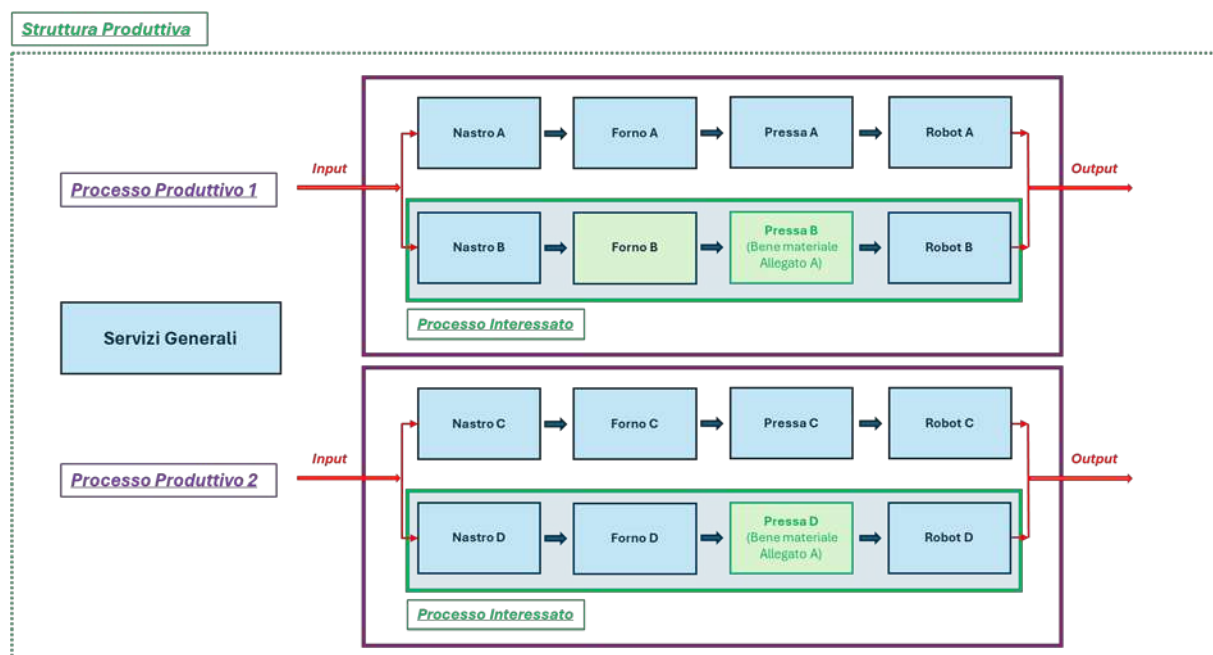 Struttura Produttiva
Nastro A
Forno A
Pressa A
Robot A
Input
Output
Processo Produttivo 1
Nastro B
Forno B
Pressa B
(Bene materiale
Allegato A)
Robot B
Processo Interessato
Servizi Generali
Nastro C
Forno C
Pressa C
Robot C
Input
Output
Processo Produttivo 2
Nastro D
Forno D
Pressa D
(Bene materiale
Allegato A)
Robot D
Processo Interessato